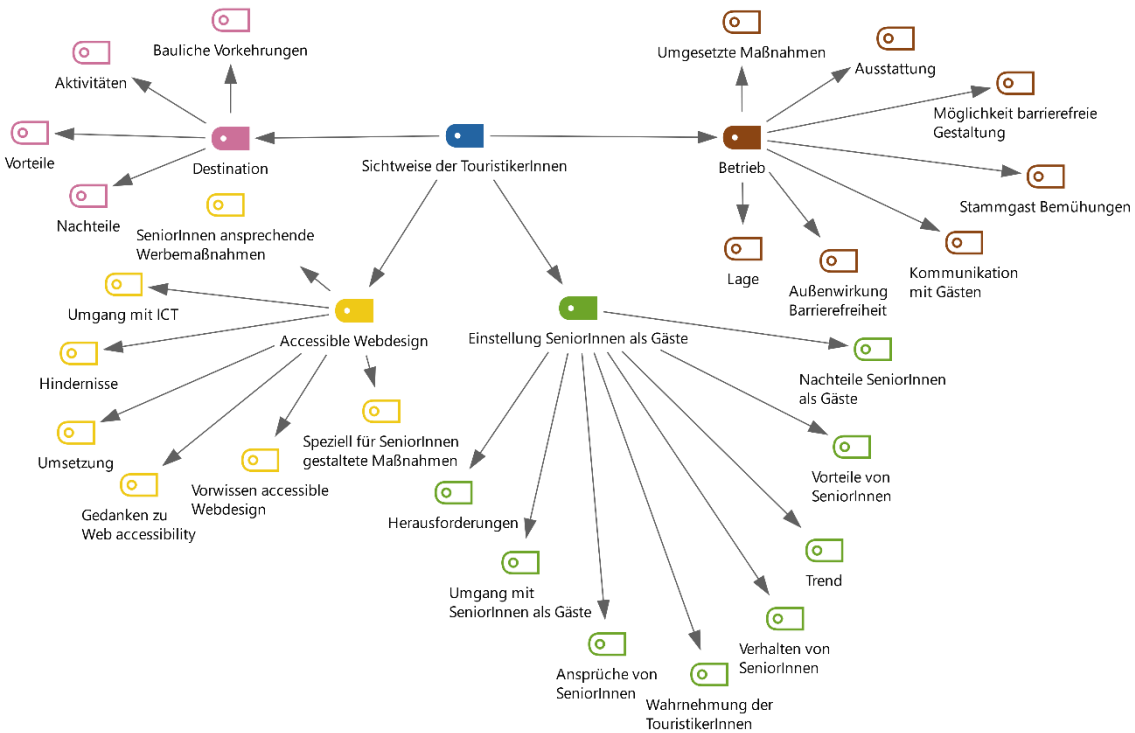 Bauliche Vorkehrungen
Aktivitäten
Vorteile
Destination
Nachteile
Sichtweise der TouristikerInnen
Umgesetzte Maßnahmen
Ausstattung
Möglichkeit barrierefreie
Gestaltung
Betrieb
Stammgast Bemühungen
Kommunikation
mit Gästen
Außenwirkung
Barrierefreiheit
Lage
SeniorInnen ansprechende
Werbemaßnahmen
Umgang mit ICT
Accessible Webdesign
Hindernisse
Umsetzung
Gedanken zu
Web accessibility
Vorwissen accessible
Webdesign
Speziell für SeniorInnen
gestaltete Maßnahmen
Einstellung SeniorInnen als Gäste
Nachteile SeniorInnen
als Gäste
Vorteile von
SeniorInnen
Trend
Verhalten von
SeniorInnen
Wahrnehmung der
TouristikerInnen
Ansprüche von
SeniorInnen
Umgang mit
SeniorInnen als Gäste
Herausforderungen